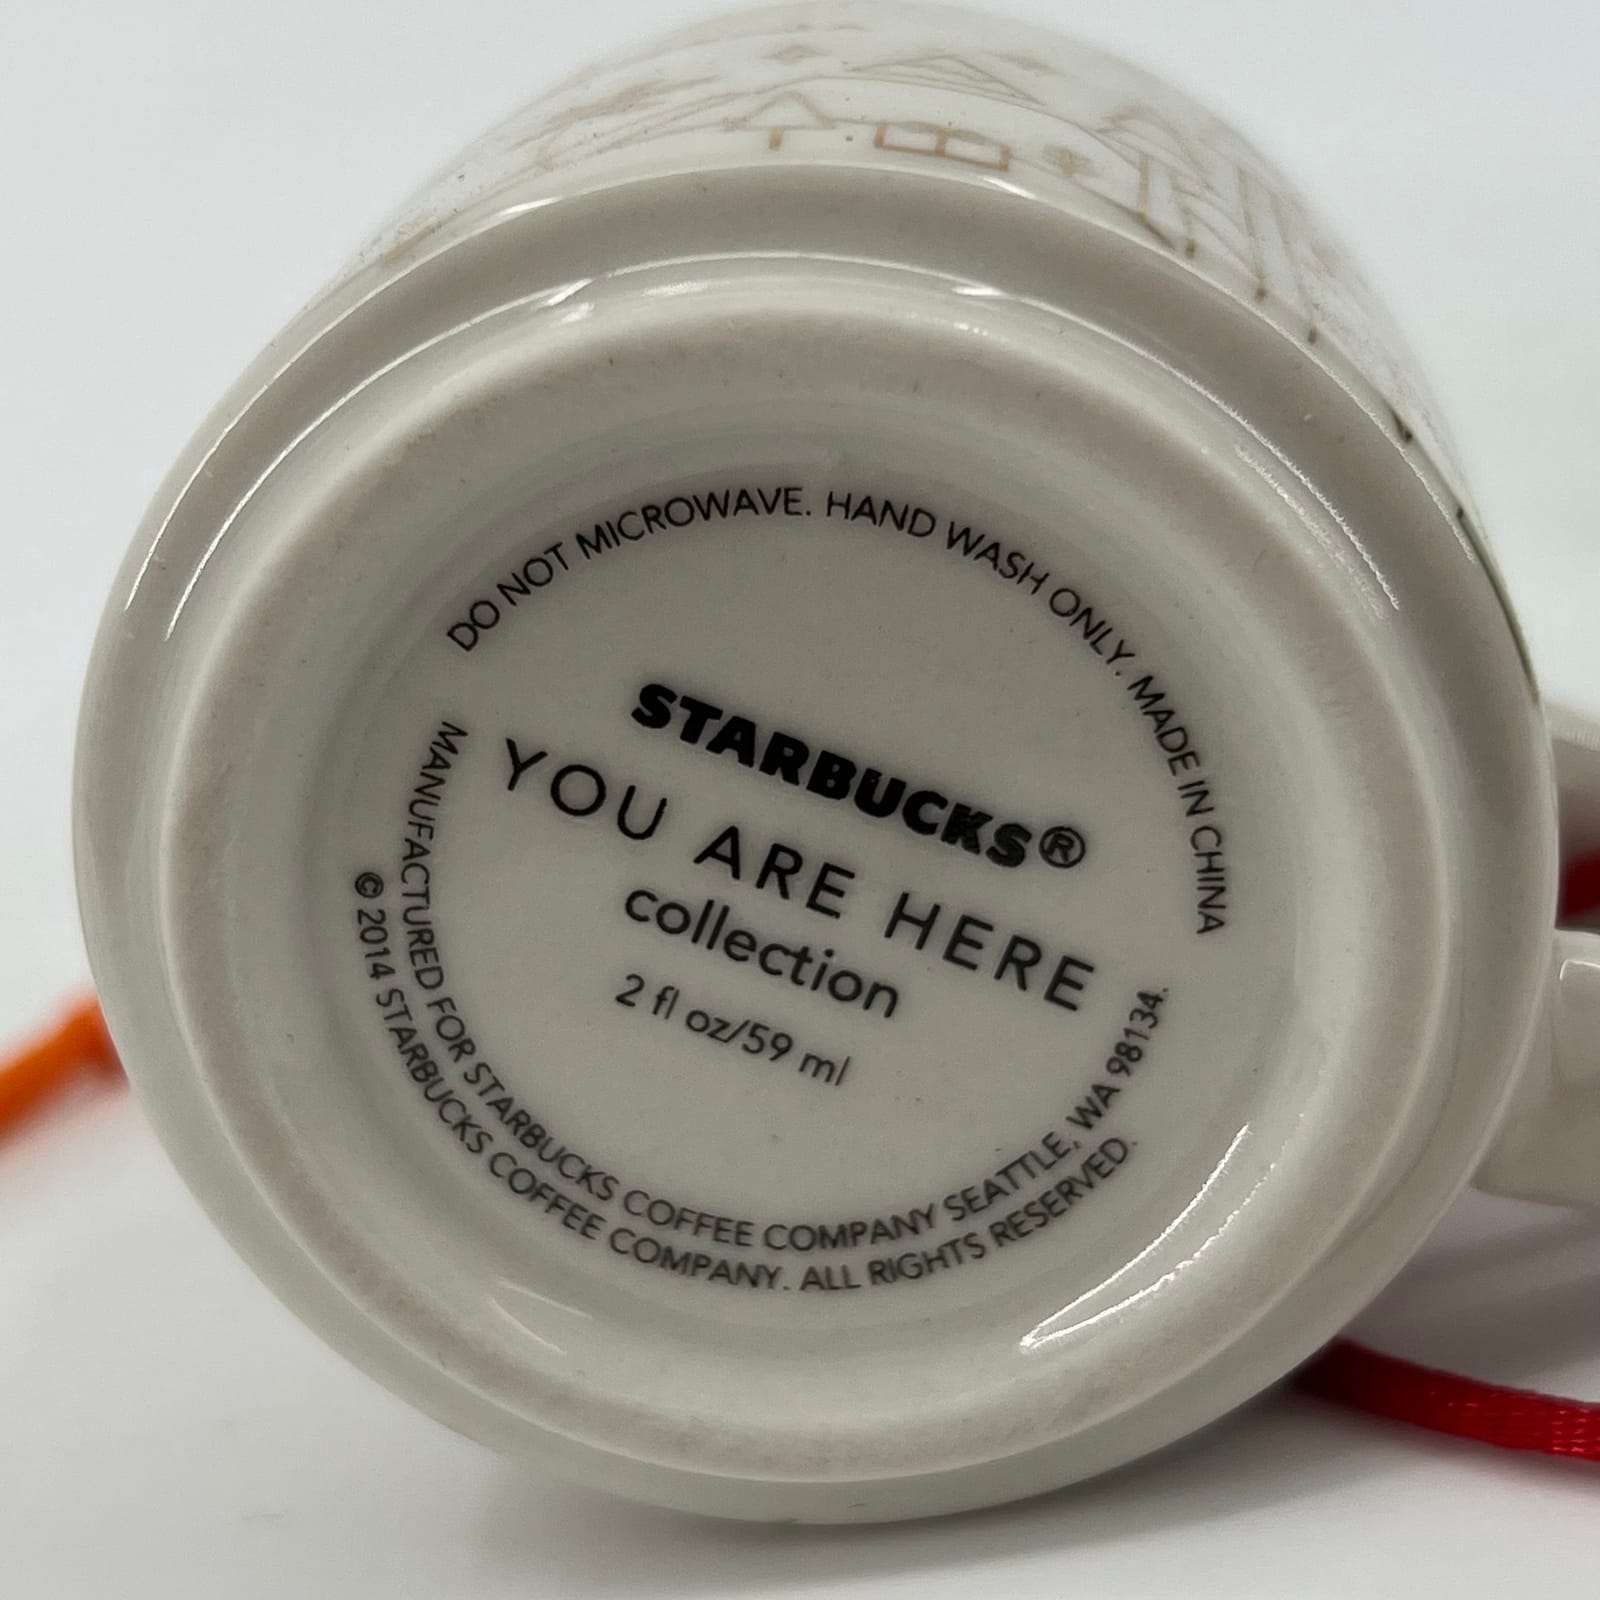 DO NOT MICROWAVE. HAND WASH ONLY. MADE IN CHINA
STARBUCKS®
YOU ARE HERE
collection
2 fl oz/59 ml
MANUFACTURED FOR STARBUCKS COFFEE COMPANY SEATTLE, WA 98134.
© 2014 STARBUCKS COFFEE COMPANY. ALL RIGHTS RESERVED.